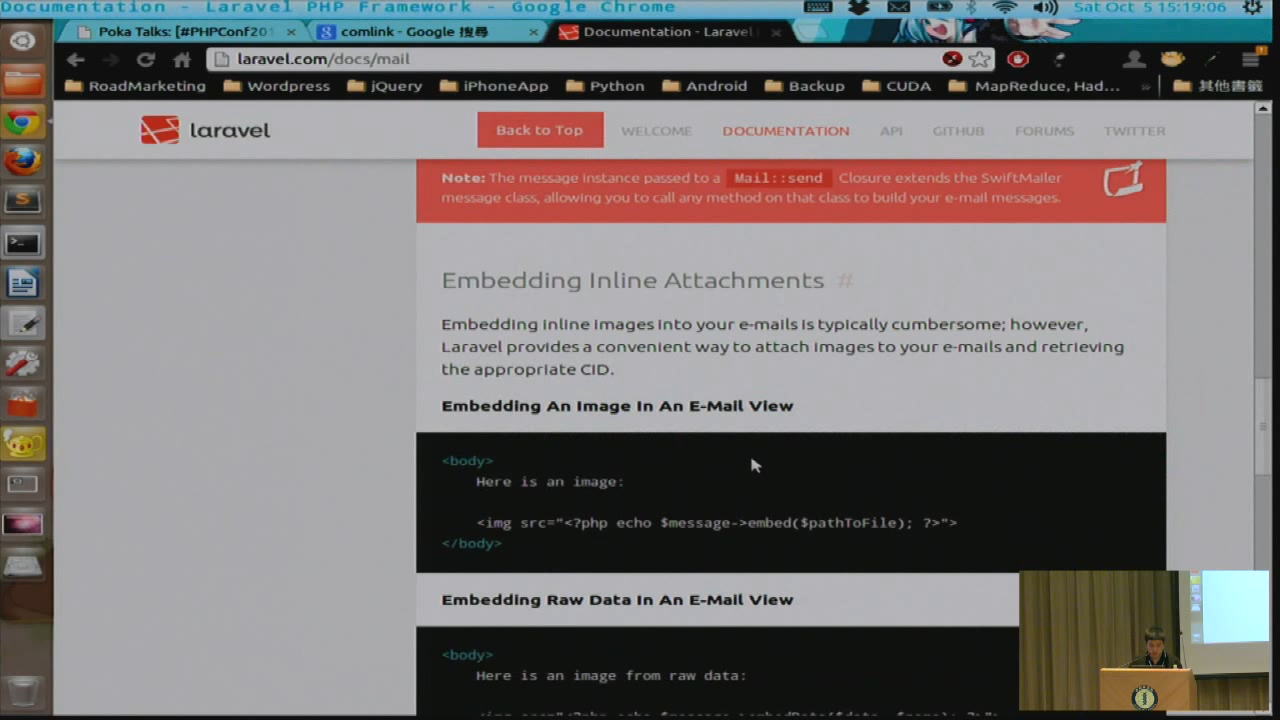 Documentation - Laravel PHP Framework - Google Chrome
Sat Oct 5 15:19:06
Poka Talks: [#PHPConf201
comlink - Google 搜尋
Documentation - Laravel
laravel.com/docs/mail
RoadMarketing
Wordpress
jQuery
iPhoneApp
Python
Android
Backup
CUDA
MapReduce, Had...
»
其他書籤
laravel
Back to Top
WELCOME
DOCUMENTATION
API
GITHUB
FORUMS
TWITTER
Note: The message instance passed to a Mail::send Closure extends the SwiftMailer
message class, allowing you to call any method on that class to build your e-mail messages.
Embedding Inline Attachments #
Embedding inline images into your e-mails is typically cumbersome; however,
Laravel provides a convenient way to attach images to your e-mails and retrieving
the appropriate CID.
Embedding An Image In An E-Mail View
<body>
Here is an image:
<img src="<?php echo $message->embed($pathToFile); ?>">
</body>
Embedding Raw Data In An E-Mail View
<body>
Here is an image from raw data: